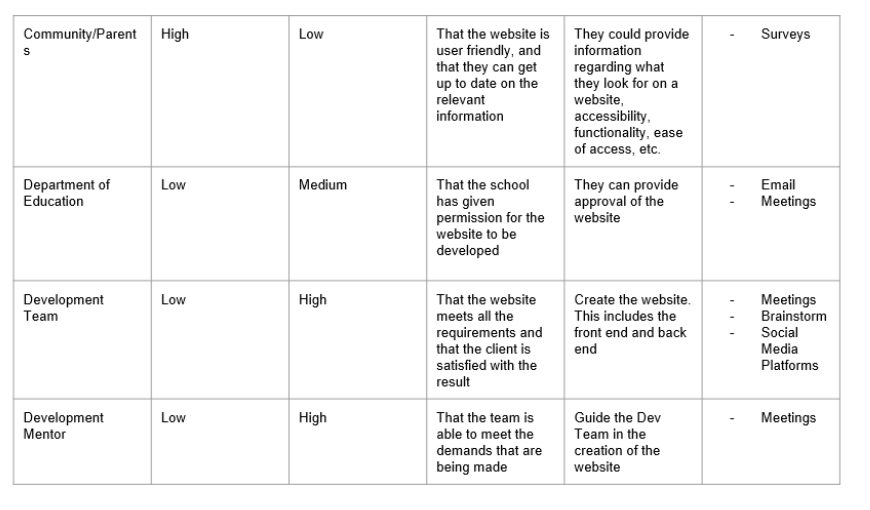 Community/Parent
s
High
Low
That the website is
user friendly, and
that they can get
up to date on the
relevant
information
They could provide
information
regarding what
they look for on a
website,
accessibility,
functionality, ease
of access, etc.
- Surveys
Department of
Education
Low
Medium
That the school
has given
permission for the
website to be
developed
They can provide
approval of the
website
- Email
- Meetings
Development
Team
Low
High
That the website
meets all the
requirements and
that the client is
satisfied with the
result
Create the website.
This includes the
front end and back
end
- Meetings
- Brainstorm
- Social
Media
Platforms
Development
Mentor
Low
High
That the team is
able to meet the
demands that are
being made
Guide the Dev
Team in the
creation of the
website
- Meetings